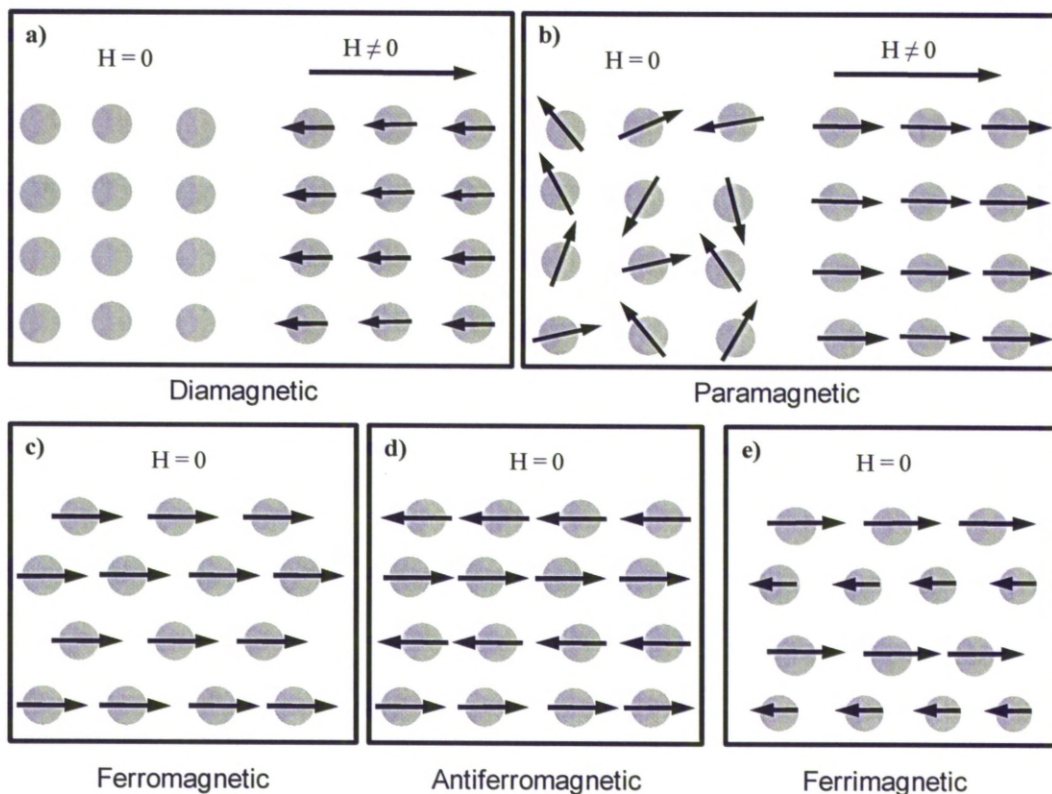 a)
H = 0
H ≠ 0
Diamagnetic
b)
H = 0
H ≠ 0
Paramagnetic
c)
H = 0
Ferromagnetic
d)
H = 0
Antiferromagnetic
e)
H = 0
Ferrimagnetic